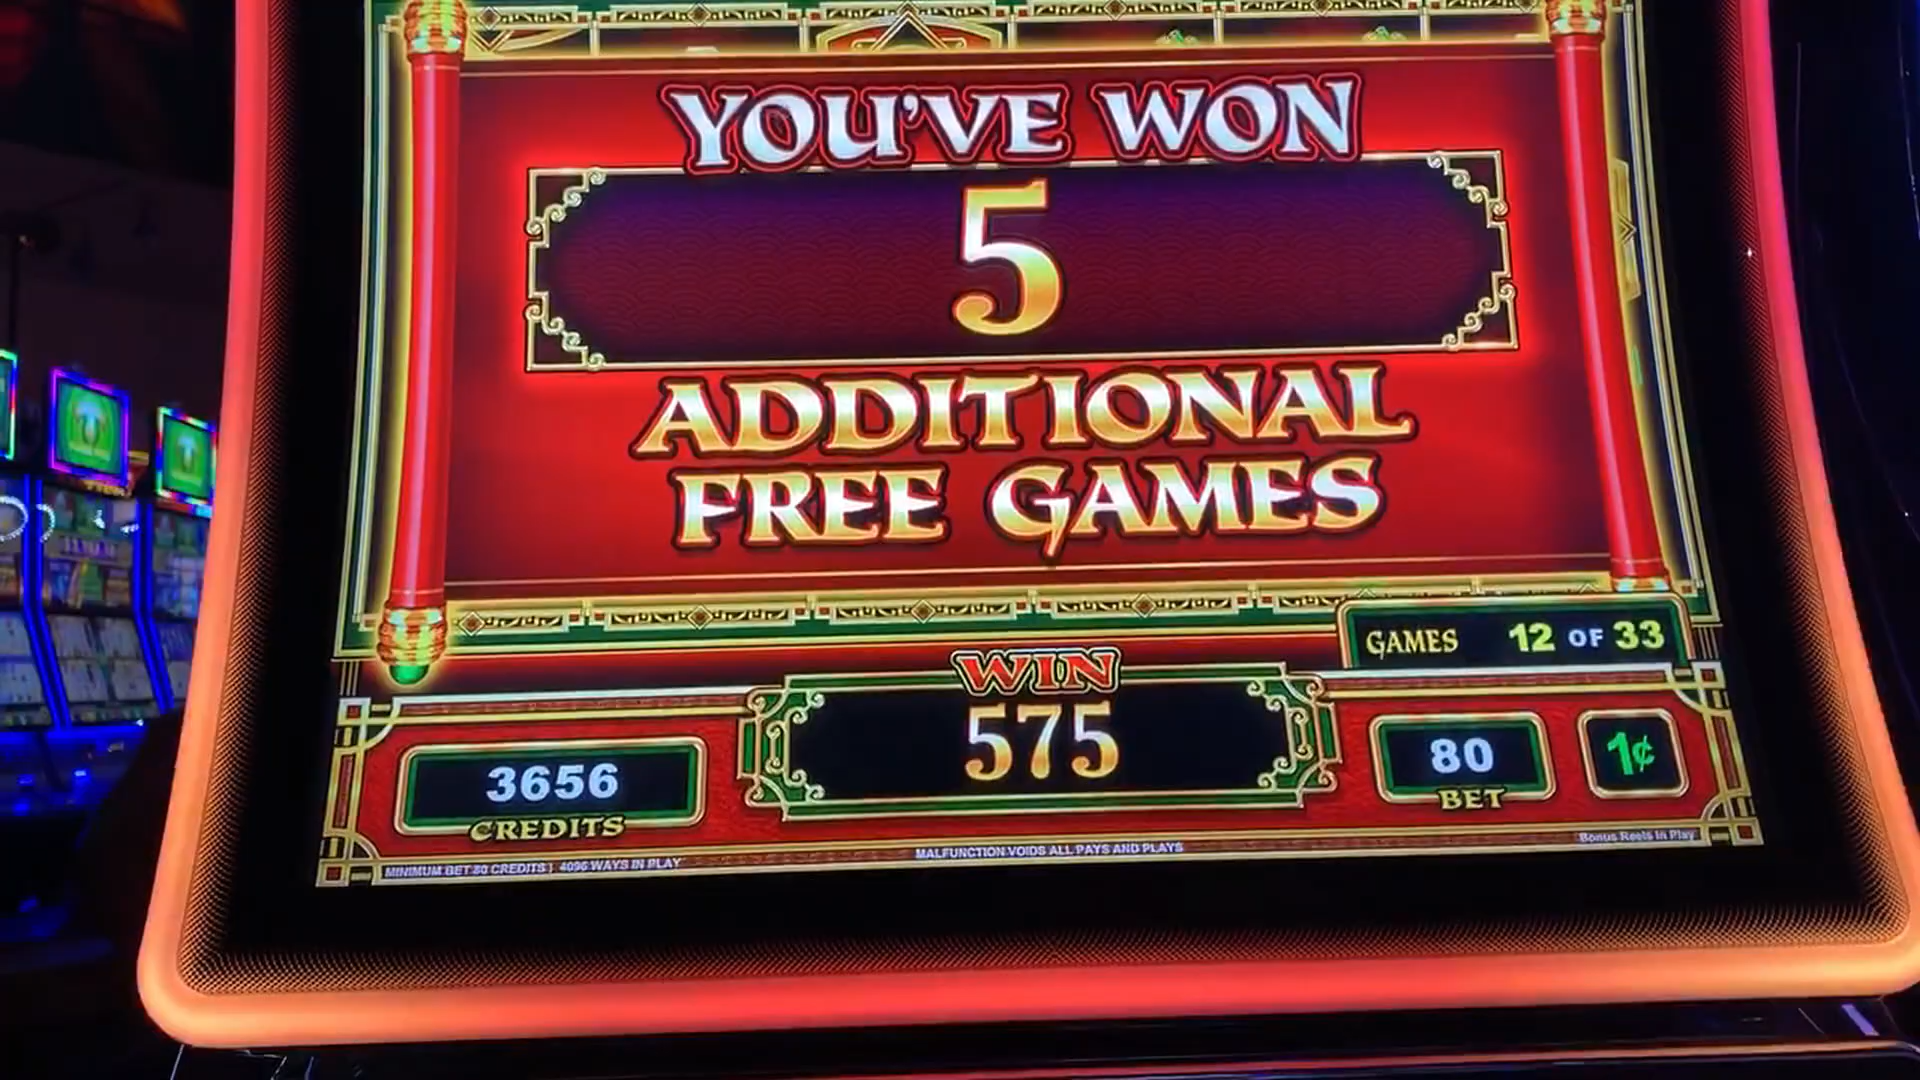 YOU'VE WON
5
ADDITIONAL
FREE GAMES
GAMES 12 OF 33
WIN
575
3656
CREDITS
80
BET
1¢
MINIMUM BET 80 CREDITS | 4096 WAYS IN PLAY
MALFUNCTION VOIDS ALL PAYS AND PLAYS
Bonus Reels In Play